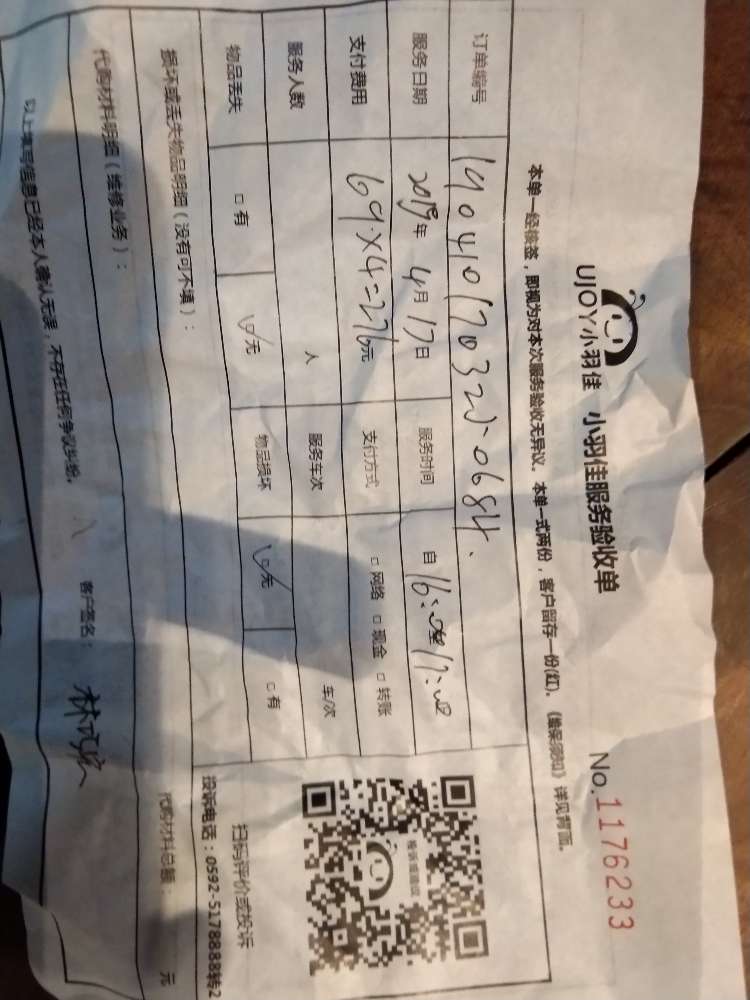 UJOY小羽佳 小羽佳服务验收单
No.1176233
本单一经接签，即视为对本次服务验收无异议。本单一式两份，客户留存一份(红)。《维保须知》详见背面。
订单编号 190410170322-0684.
服务日期 2019年 4月17日 服务时间 自 16:00至17:00
支付费用 69×4=276元 支付方式 □网络 □现金 □转账
服务人数 人 服务车次 车/次
物品丢失 □有 ☑无 物品损坏 ☑无 □有
损坏或丢失物品明细（没有可不填）：
代购材料明细（维修业务）：
代购材料总额： 元
以上填写信息已经本人确认无误，不存在任何争议纠纷。
客户签名：
扫码评价或投诉
投诉电话：0592-5178888转2